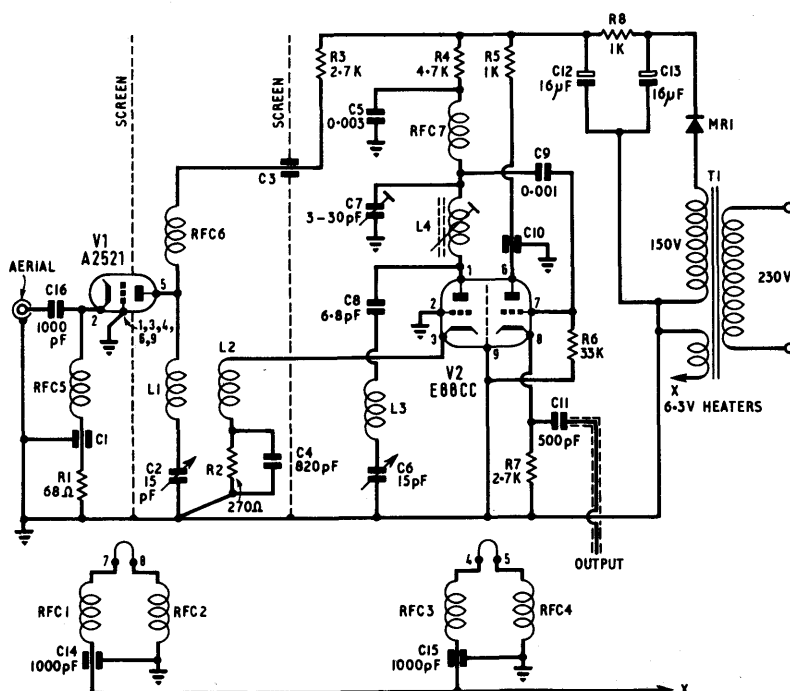 SCREEN
SCREEN
R3
2·7K
R4
4·7K
R5
1K
R8
1K
C12
16µF
C13
16µF
C5
0·003
RFC7
MR1
C3
C9
0·001
T1
C7
3-30pF
L4
C10
RFC6
150V
230V
V1
A2521
AERIAL
C16
1000
pF
5
2
1,3,4,
6,9
C8
6·8pF
1
6
2
7
3
8
9
V2
E88CC
R6
33K
X
6·3V HEATERS
L2
L1
RFC5
L3
C1
C11
500pF
R1
68Ω
C2
15
pF
R2
270Ω
C4
820pF
C6
15pF
R7
2·7K
OUTPUT
7
8
4
5
RFC1
RFC2
RFC3
RFC4
C14
1000pF
C15
1000pF
X